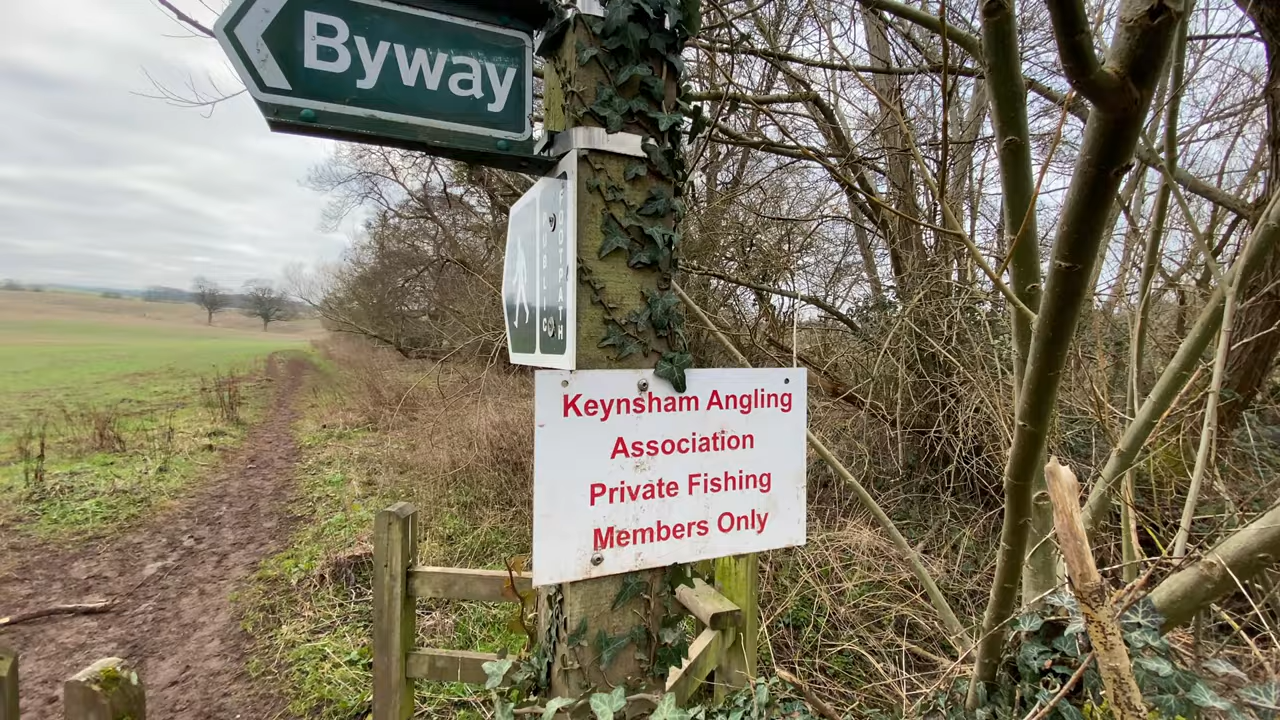 Byway
PUBLIC
FOOTPATH
Keynsham Angling
Association
Private Fishing
Members Only